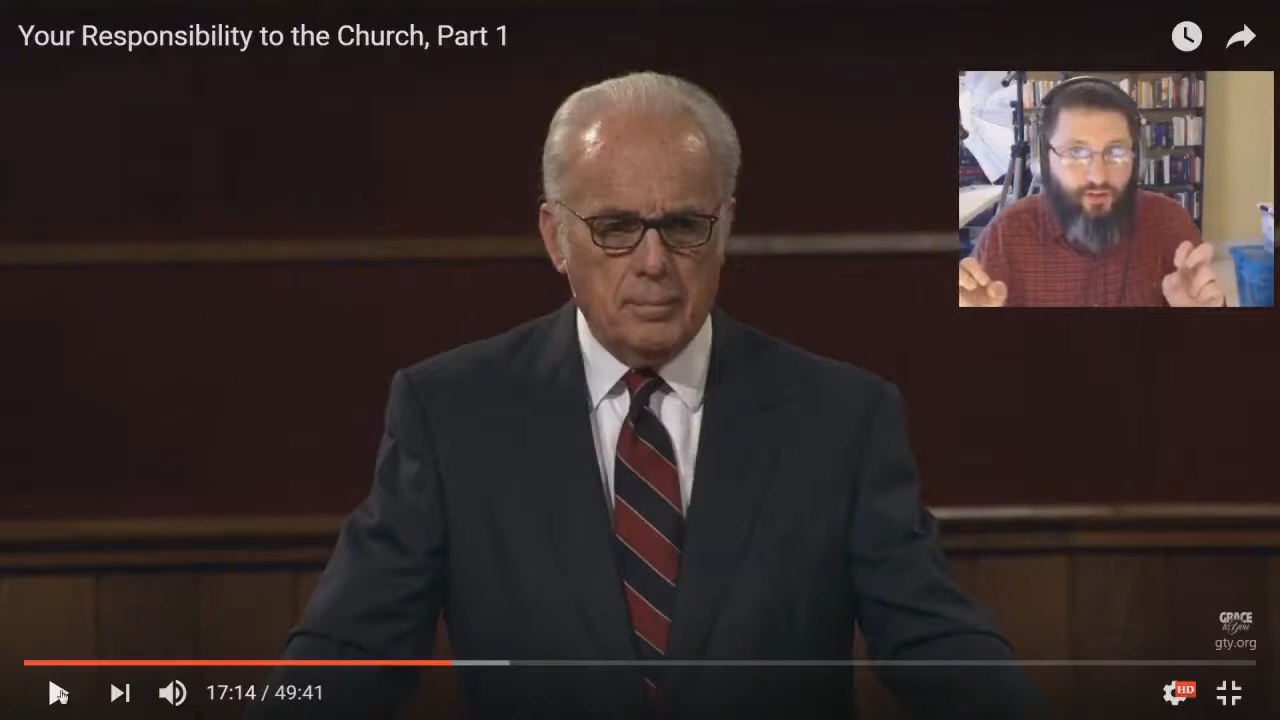 Your Responsibility to the Church, Part 1
GRACE
to You
gty.org
17:14 / 49:41
HD